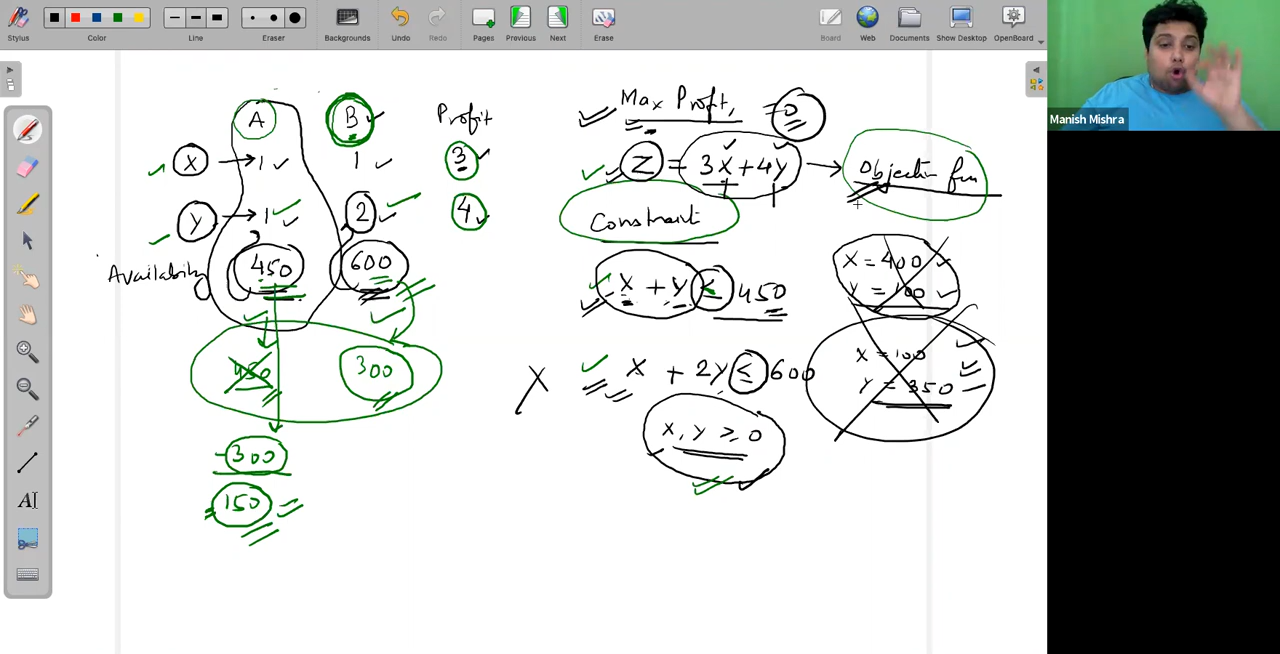 Stylus
Color
Line
Eraser
Backgrounds
Undo
Redo
Pages
Previous
Next
Erase
Board
Web
Documents
Show Desktop
OpenBoard
Manish Mishra
A B Profit
X → 1 1 3
Y → 1 2 4
Availability 450 600
450 300
-300
150
Max Profit, = 0
Z = 3x + 4y → Objective fun
Constraint
x + y ≤ 450
X x + 2y ≤ 600
x, y ≥ 0
X = 400
Y = 100
X = 100
Y = 350
AI